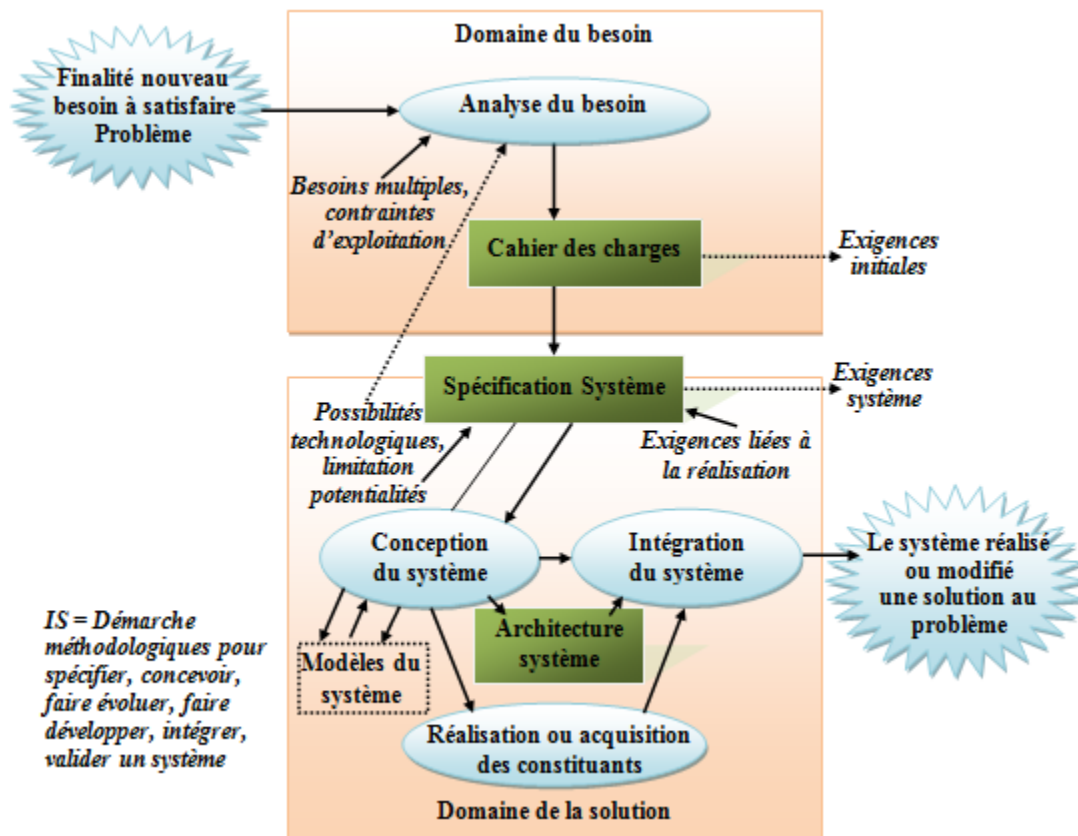 Domaine du besoin
Finalité nouveau
besoin à satisfaire
Problème
Analyse du besoin
Besoins multiples,
contraintes
d’exploitation
Cahier des charges
Exigences
initiales
Spécification Système
Exigences
système
Possibilités
technologiques,
limitation
potentialités
Exigences liées à
la réalisation
Conception
du système
Intégration
du système
Le système réalisé
ou modifié
une solution au
problème
IS = Démarche
méthodologiques pour
spécifier, concevoir,
faire évoluer, faire
développer, intégrer,
valider un système
Modèles du
système
Architecture
système
Réalisation ou acquisition
des constituants
Domaine de la solution